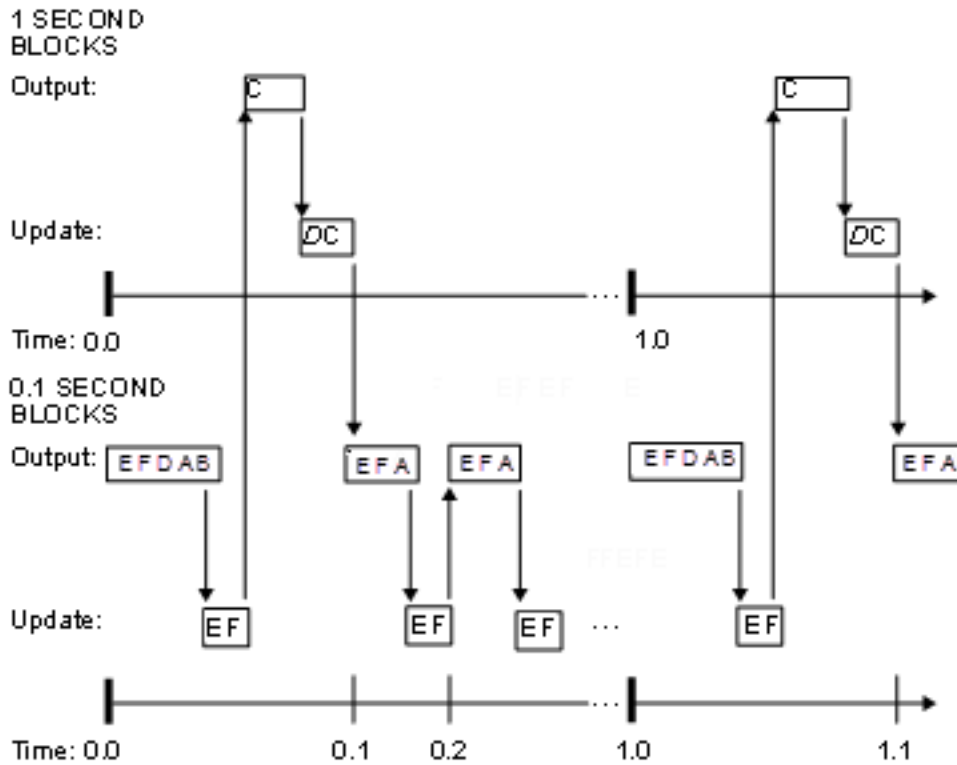 1 SECOND
BLOCKS
Output:
C
C
Update:
DC
DC
...
Time: 0.0
1.0
0.1 SECOND
BLOCKS
Output:
EFDAB
EFA
EFA
EFDAB
EFA
Update:
EF
EF
EF
...
EF
...
Time: 0.0
0.1
0.2
1.0
1.1